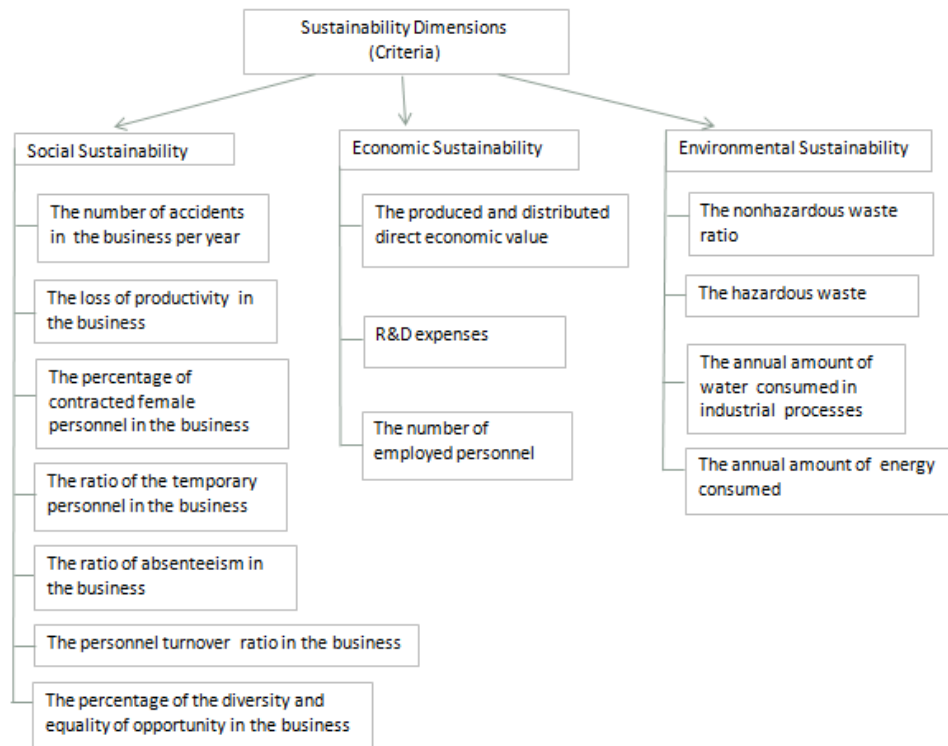 Sustainability Dimensions
(Criteria)
Social Sustainability
The number of accidents
in the business per year
The loss of productivity in
the business
The percentage of
contracted female
personnel in the business
The ratio of the temporary
personnel in the business
The ratio of absenteeism in
the business
The personnel turnover ratio in the business
The percentage of the diversity and
equality of opportunity in the business
Economic Sustainability
The produced and distributed
direct economic value
R&D expenses
The number of
employed personnel
Environmental Sustainability
The nonhazardous waste
ratio
The hazardous waste
The annual amount of
water consumed in
industrial processes
The annual amount of energy
consumed